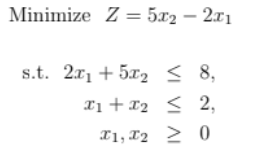 Minimize Z = 5x₂ − 2x₁
s.t. 2x₁ + 5x₂ ≤ 8,
x₁ + x₂ ≤ 2,
x₁, x₂ ≥ 0